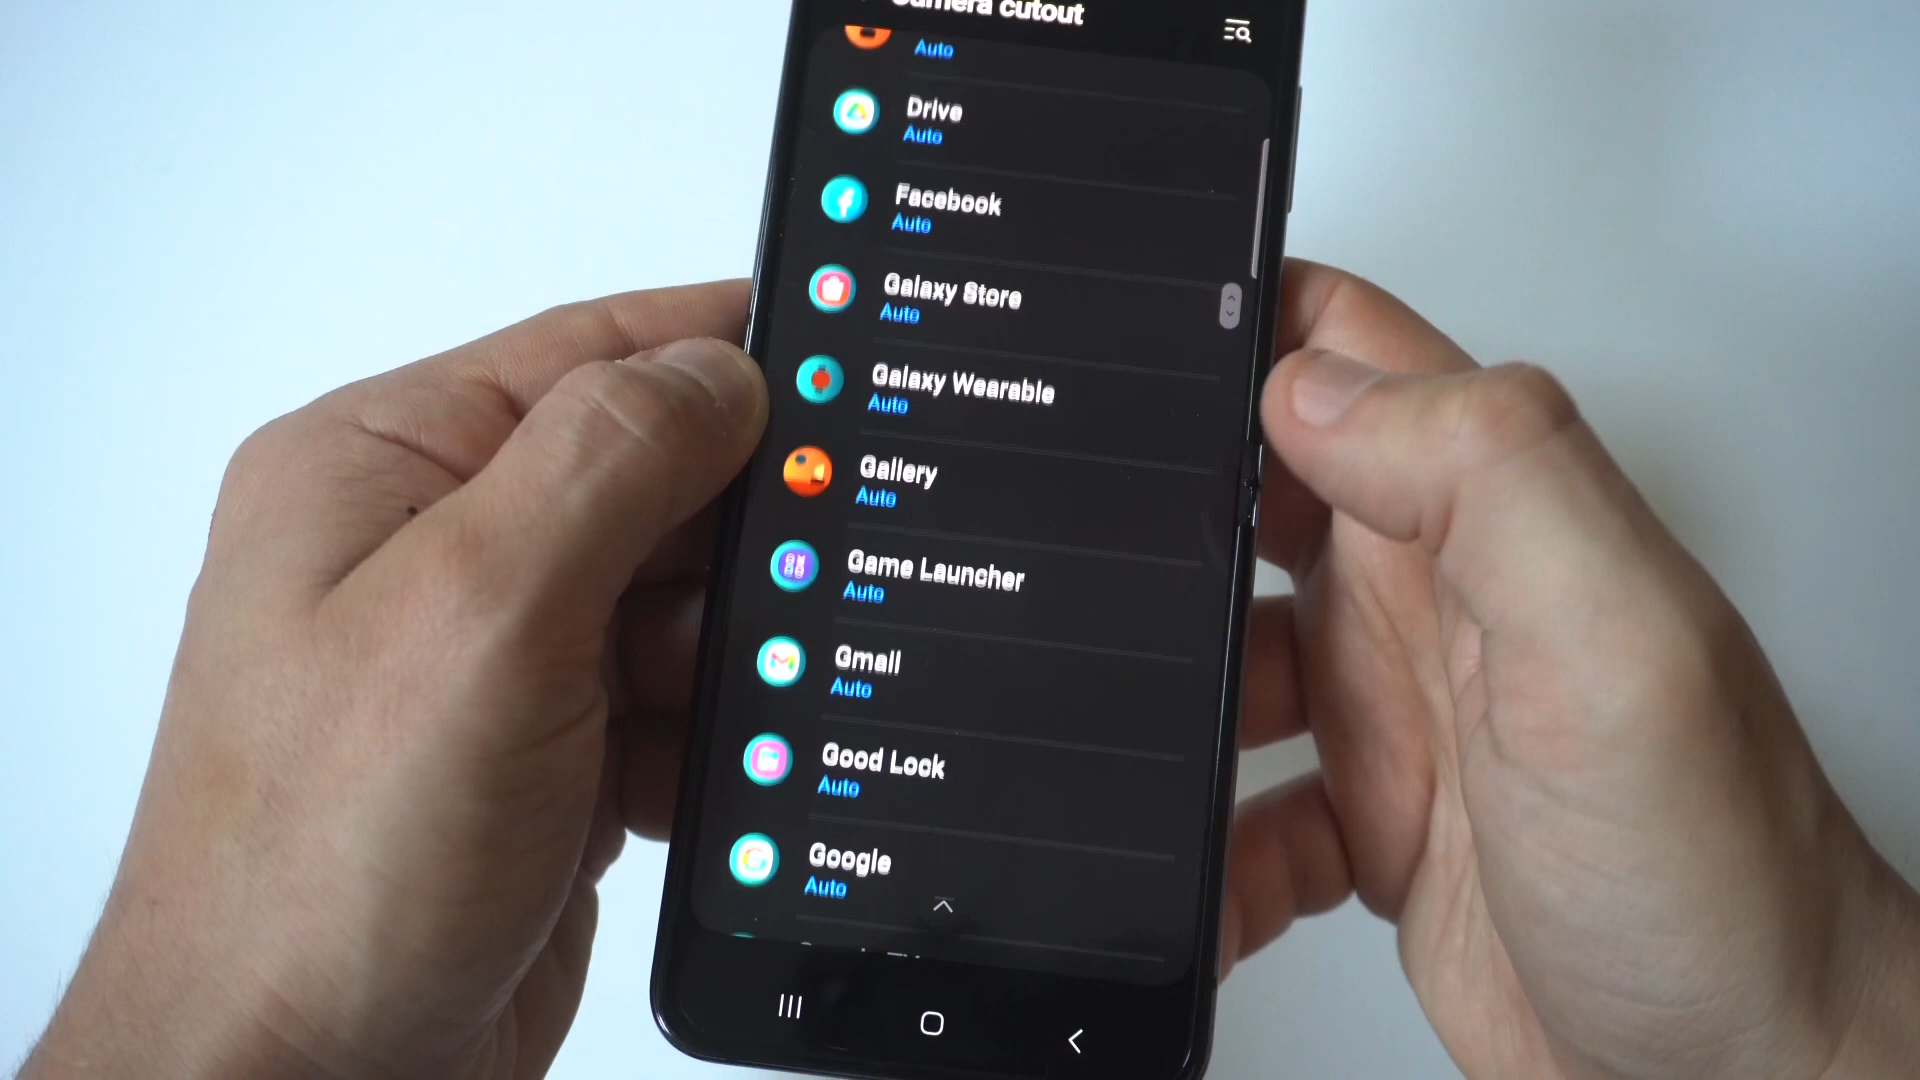 Camera cutout
Auto
Drive
Auto
Facebook
Auto
Galaxy Store
Auto
Galaxy Wearable
Auto
Gallery
Auto
Game Launcher
Auto
Gmail
Auto
Good Lock
Auto
Google
Auto